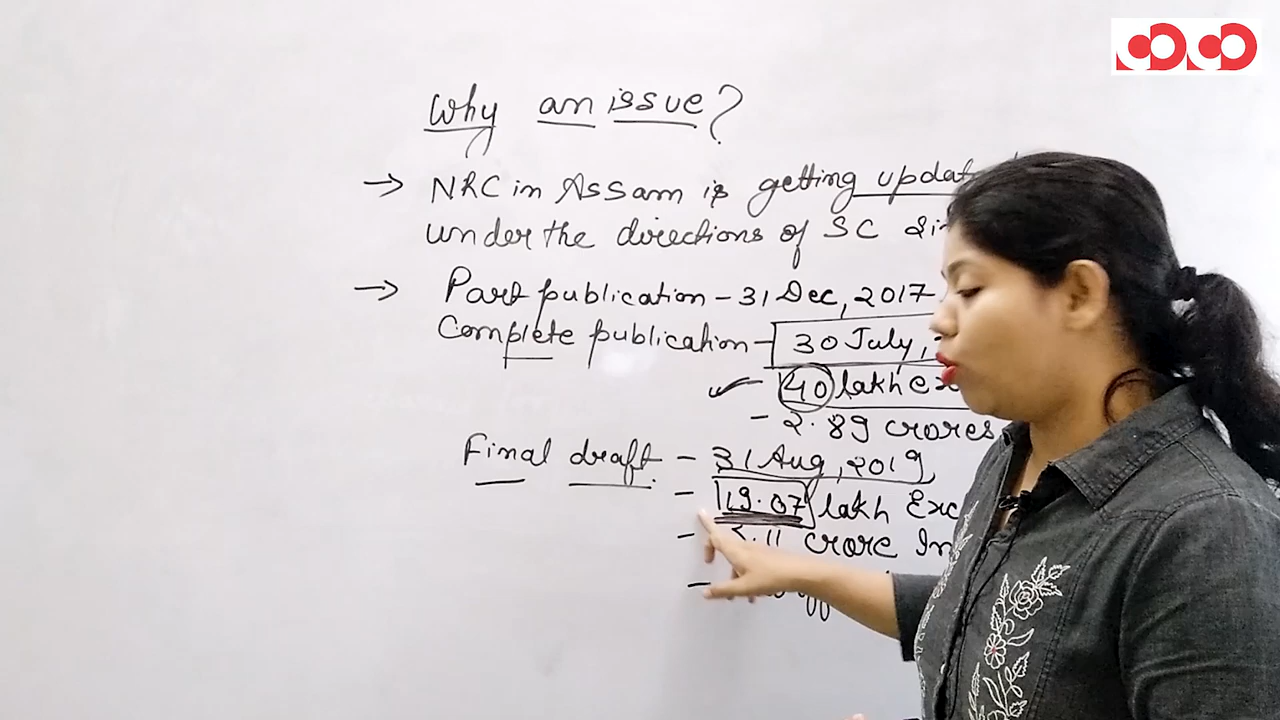 Why an issue?
→ NRC in Assam is getting updat
under the directions of SC
→ Part publication - 31 Dec, 2017
Complete publication - 30 July,
✓ - 40 lakh
- 2.89 crores
Final draft - 31 Aug, 2019
- 19.07 lakh Exc
- crore In